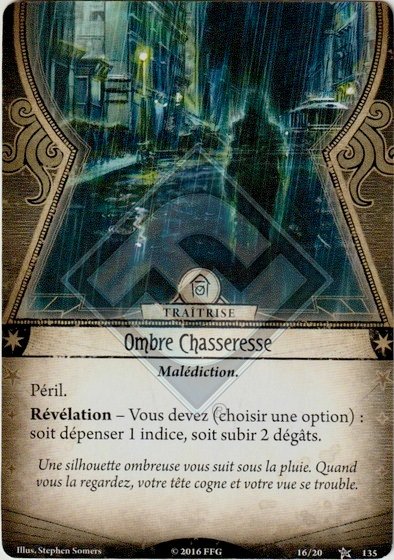 TRAÎTRISE
Ombre Chasseresse
Malédiction.
Péril.
Révélation – Vous devez (choisir une option) :
soit dépenser 1 indice, soit subir 2 dégâts.
Une silhouette ombreuse vous suit sous la pluie. Quand
vous la regardez, votre tête cogne et votre vue se trouble.
Illus. Stephen Somers
© 2016 FFG
16/20
135